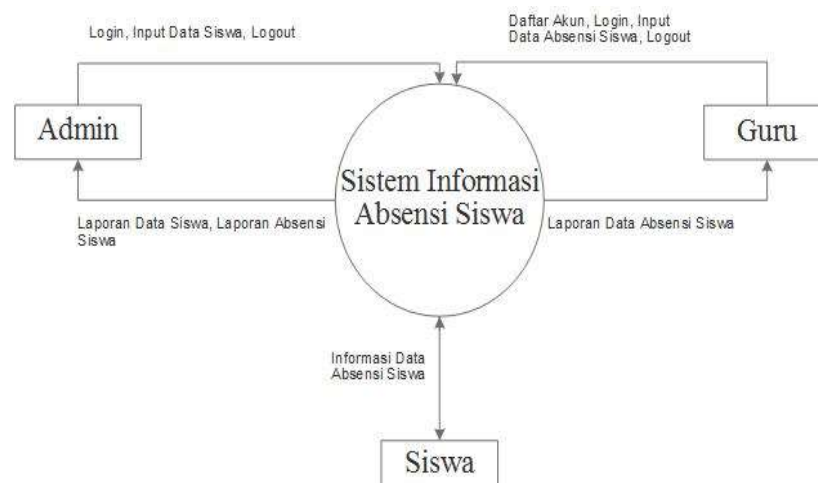 Login, Input Data Siswa, Logout
Daftar Akun, Login, Input
Data Absensi Siswa, Logout
Admin
Guru
Sistem Informasi
Absensi Siswa
Laporan Data Siswa, Laporan Absensi
Siswa
Laporan Data Absensi Siswa
Informasi Data
Absensi Siswa
Siswa